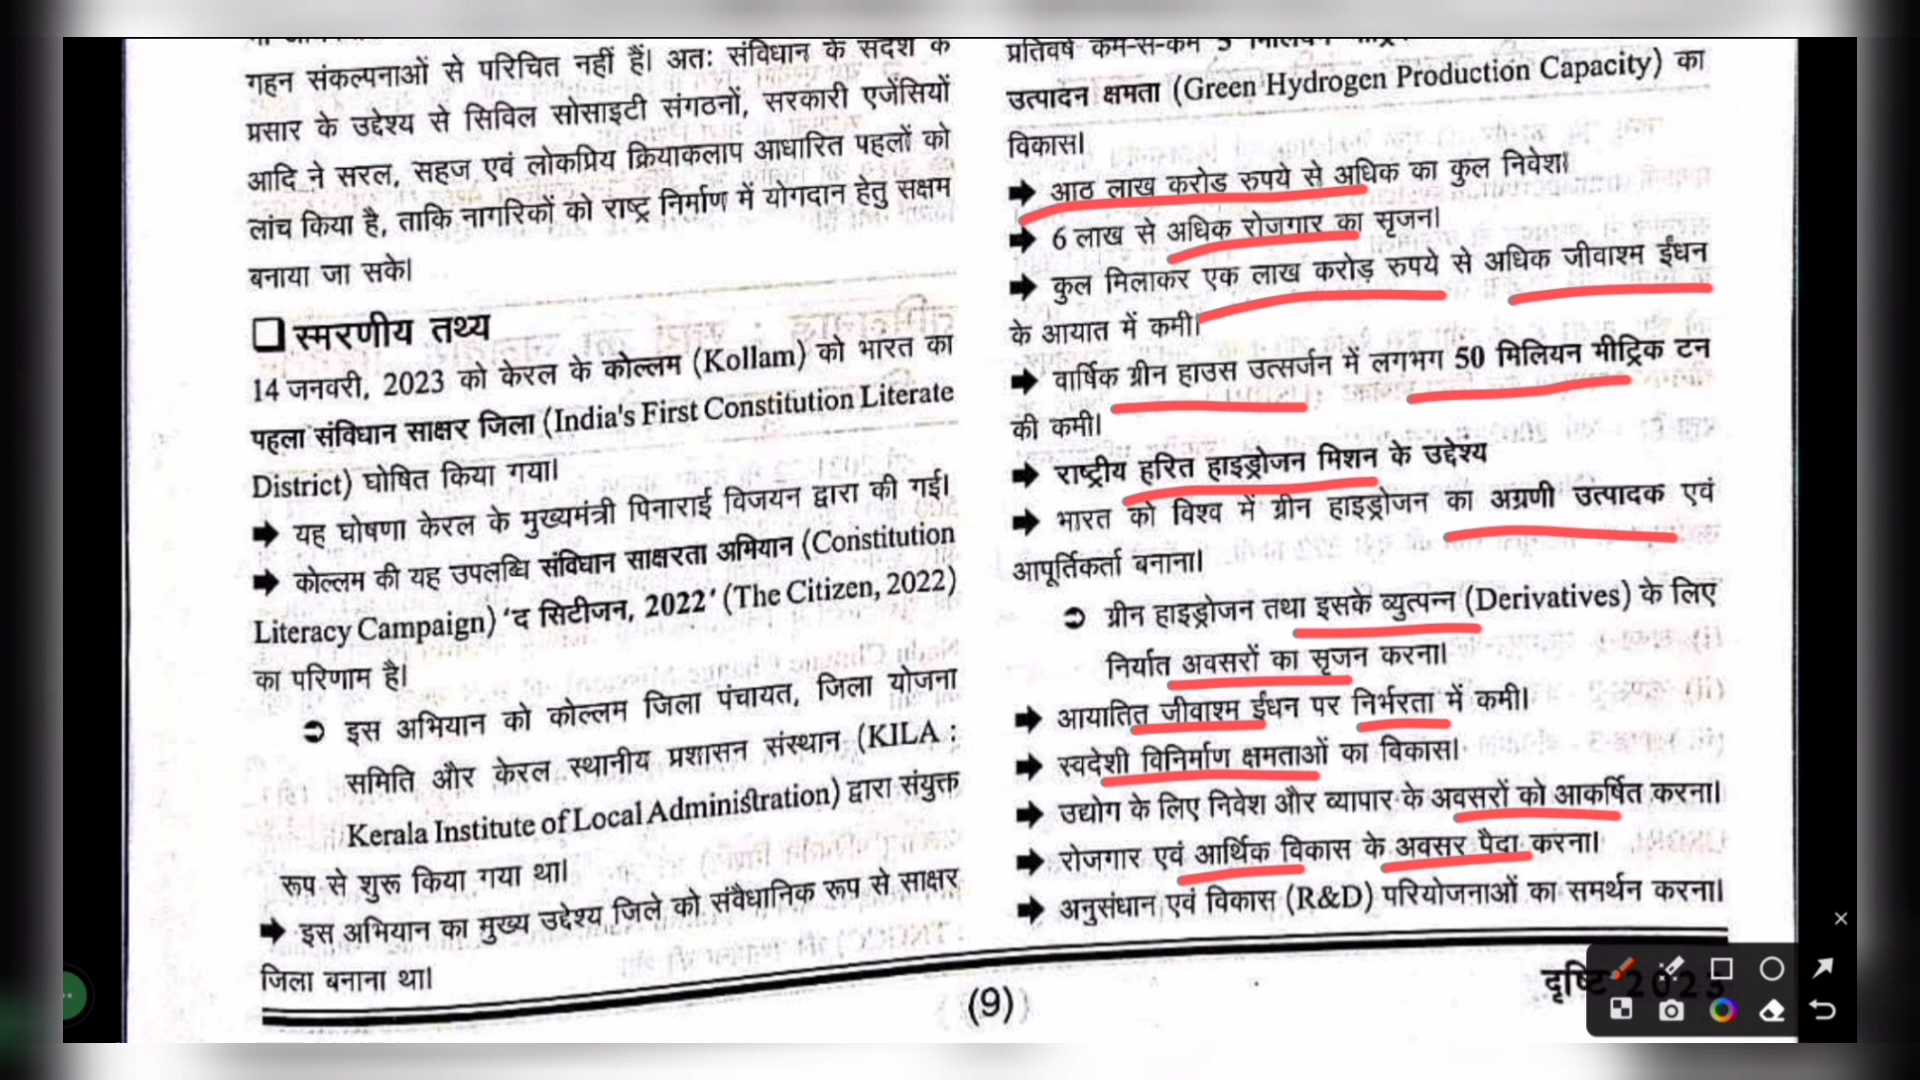 गहन संकल्पनाओं से परिचित नहीं हैं। अतः संविधान के संदेश के
प्रसार के उद्देश्य से सिविल सोसाइटी संगठनों, सरकारी एजेंसियों
आदि ने सरल, सहज एवं लोकप्रिय क्रियाकलाप आधारित पहलों को
लांच किया है, ताकि नागरिकों को राष्ट्र निर्माण में योगदान हेतु सक्षम
बनाया जा सके।
❑ स्मरणीय तथ्य
14 जनवरी, 2023 को केरल के कोल्लम (Kollam) को भारत का
पहला संविधान साक्षर जिला (India's First Constitution Literate
District) घोषित किया गया।
➡ यह घोषणा केरल के मुख्यमंत्री पिनाराई विजयन द्वारा की गई।
➡ कोल्लम की यह उपलब्धि संविधान साक्षरता अभियान (Constitution
Literacy Campaign) ‘द सिटीजन, 2022‘ (The Citizen, 2022)
का परिणाम है।
➲ इस अभियान को कोल्लम जिला पंचायत, जिला योजना
समिति और केरल स्थानीय प्रशासन संस्थान (KILA :
Kerala Institute of Local Administration) द्वारा संयुक्त
रूप से शुरू किया गया था।
➡ इस अभियान का मुख्य उद्देश्य जिले को संवैधानिक रूप से साक्षर
जिला बनाना था।
प्रतिवर्ष कम-से-कम 5
उत्पादन क्षमता (Green Hydrogen Production Capacity) का
विकास।
➡ आठ लाख करोड रुपये से अधिक का कुल निवेश।
➡ 6 लाख से अधिक रोजगार का सृजन।
➡ कुल मिलाकर एक लाख करोड़ रुपये से अधिक जीवाश्म ईंधन
के आयात में कमी।
➡ वार्षिक ग्रीन हाउस उत्सर्जन में लगभग 50 मिलियन मीट्रिक टन
की कमी।
➡ राष्ट्रीय हरित हाइड्रोजन मिशन के उद्देश्य
➡ भारत को विश्व में ग्रीन हाइड्रोजन का अग्रणी उत्पादक एवं
आपूर्तिकर्ता बनाना।
➲ ग्रीन हाइड्रोजन तथा इसके व्युत्पन्न (Derivatives) के लिए
निर्यात अवसरों का सृजन करना।
➡ आयातित जीवाश्म ईंधन पर निर्भरता में कमी।
➡ स्वदेशी विनिर्माण क्षमताओं का विकास।
➡ उद्योग के लिए निवेश और व्यापार के अवसरों को आकर्षित करना।
➡ रोजगार एवं आर्थिक विकास के अवसर पैदा करना।
➡ अनुसंधान एवं विकास (R&D) परियोजनाओं का समर्थन करना।
(9)
दृष्टि 2023